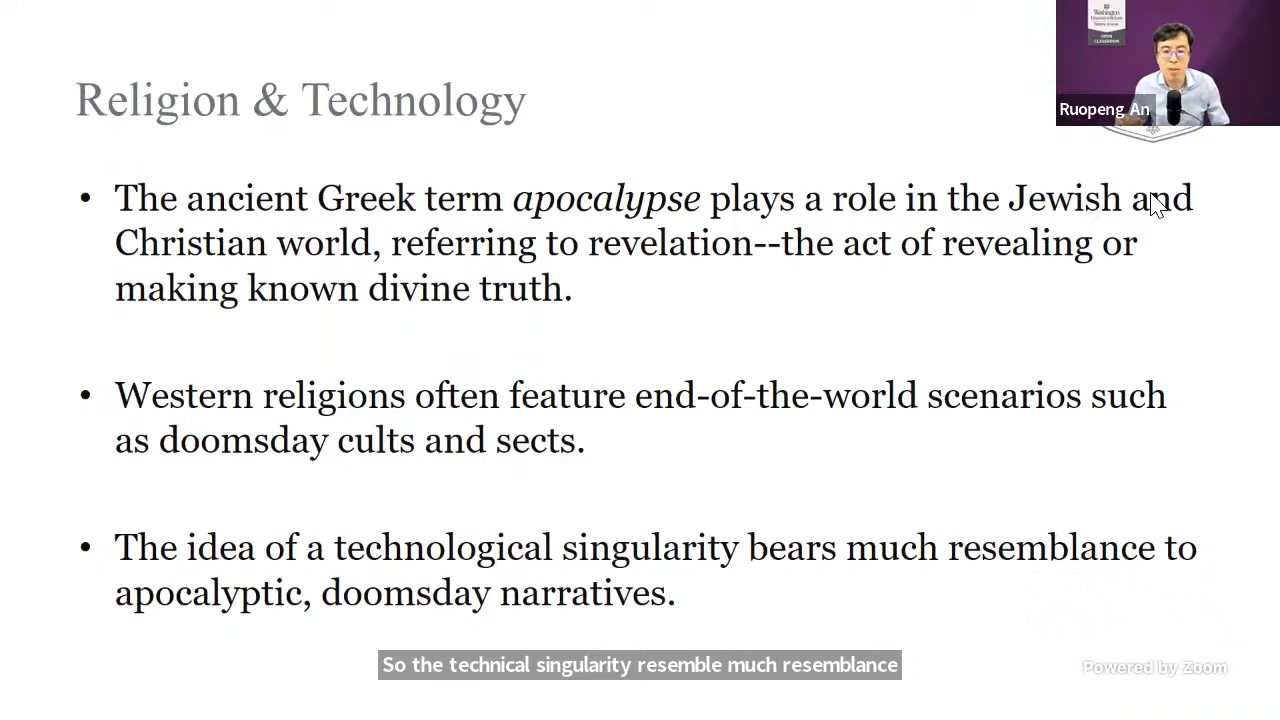 Washington
OPEN
CLASSROOM
Ruopeng An
Religion & Technology
• The ancient Greek term apocalypse plays a role in the Jewish and
Christian world, referring to revelation--the act of revealing or
making known divine truth.
• Western religions often feature end-of-the-world scenarios such
as doomsday cults and sects.
• The idea of a technological singularity bears much resemblance to
apocalyptic, doomsday narratives.
So the technical singularity resemble much resemblance
Powered by Zoom